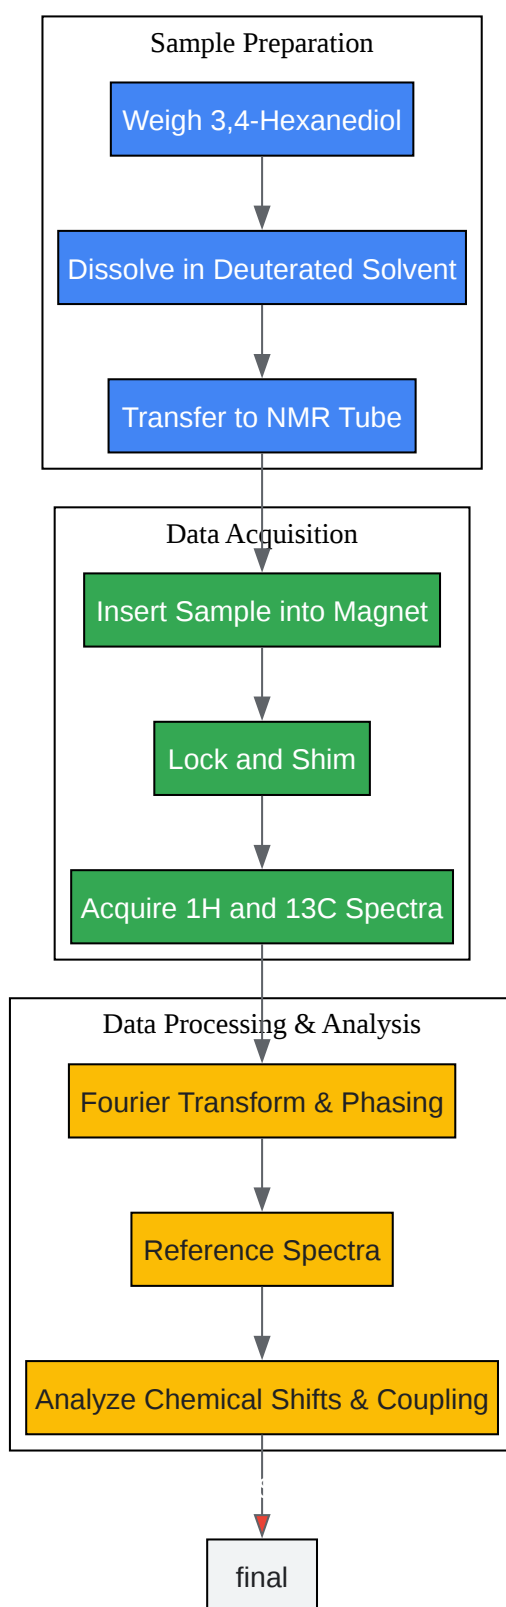 Sample Preparation
Weigh 3,4-Hexanediol
Dissolve in Deuterated Solvent
Transfer to NMR Tube
Data Acquisition
Insert Sample into Magnet
Lock and Shim
Acquire 1H and 13C Spectra
Data Processing & Analysis
Fourier Transform & Phasing
Reference Spectra
Analyze Chemical Shifts & Coupling
final